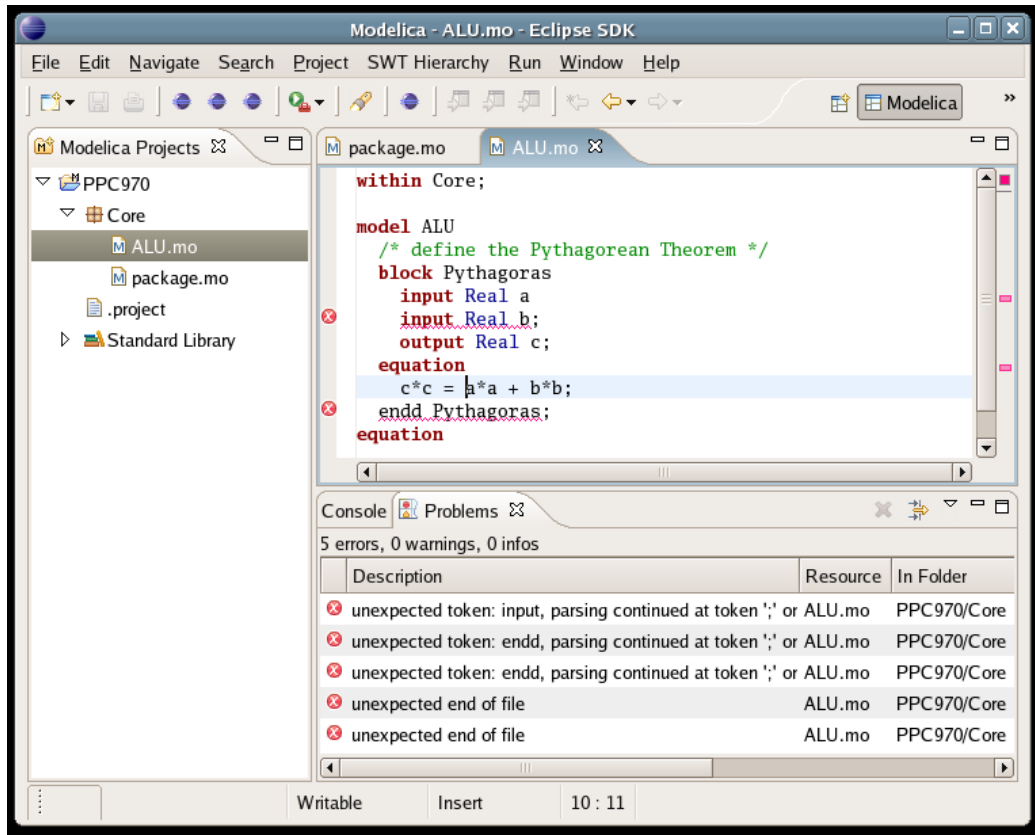 Modelica - ALU.mo - Eclipse SDK
File Edit Navigate Search Project SWT Hierarchy Run Window Help
Modelica »
Modelica Projects
PPC970
Core
ALU.mo
package.mo
.project
Standard Library
package.mo ALU.mo
within Core;
model ALU
/* define the Pythagorean Theorem */
block Pythagoras
input Real a
input Real b;
output Real c;
equation
c*c = a*a + b*b;
endd Pythagoras;
equation
Console Problems
5 errors, 0 warnings, 0 infos
Description Resource In Folder
unexpected token: input, parsing continued at token ';' or ALU.mo PPC970/Core
unexpected token: endd, parsing continued at token ';' or ALU.mo PPC970/Core
unexpected token: endd, parsing continued at token ';' or ALU.mo PPC970/Core
unexpected end of file ALU.mo PPC970/Core
unexpected end of file ALU.mo PPC970/Core
Writable Insert 10 : 11